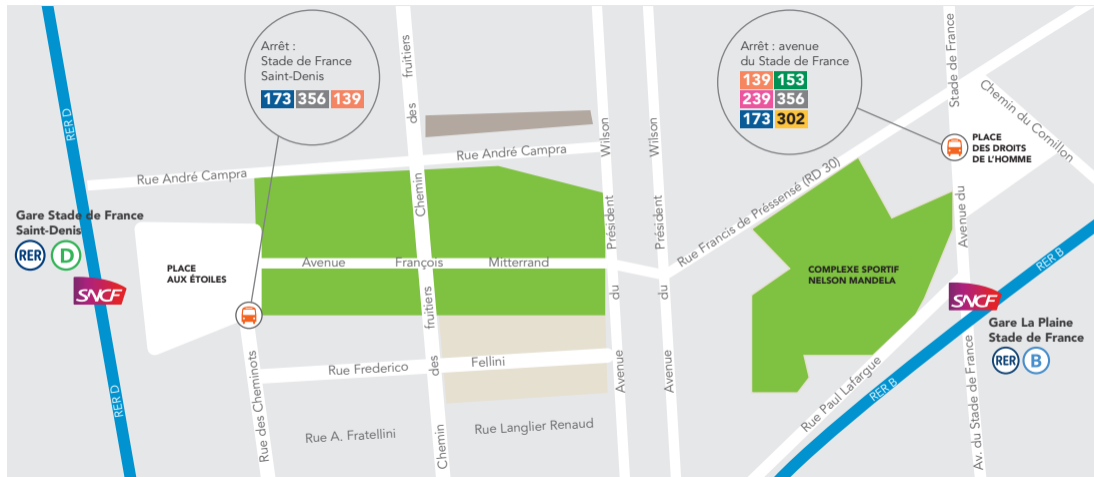 Arrêt :
Stade de France
Saint-Denis
173 356 139
Arrêt : avenue
du Stade de France
139 153
239 356
173 302
RER D
Chemin des fruitiers des fruitiers des Chemin
Avenue du Président Wilson
Avenue du Président Wilson
Rue André Campra
Rue André Campra
Gare Stade de France
Saint-Denis
RER D
SNCF
PLACE
AUX ÉTOILES
Avenue François Mitterrand
Rue Francis de Préssensé (RD 30)
Avenue du Stade de France
Chemin du Cornillon
PLACE
DES DROITS
DE L'HOMME
COMPLEXE SPORTIF
NELSON MANDELA
RER B
SNCF
Gare La Plaine
Stade de France
RER B
Rue des Cheminots
Rue Frederico Fellini
Rue A. Fratellini
Rue Langlier Renaud
Rue Paul Lafargue
RER B
RER D
Av. du Stade de France